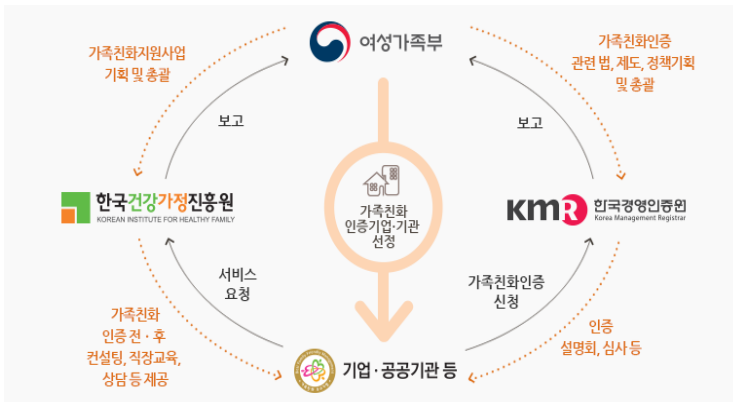 여성가족부
가족친화지원사업
기획 및 총괄
가족친화인증
관련 법, 제도, 정책기획
및 총괄
보고
보고
한국건강가정진흥원
KOREAN INSTITUTE FOR HEALTHY FAMILY
가족친화
인증기업·기관
선정
KMR 한국경영인증원
Korea Management Registrar
서비스
요청
가족친화인증
신청
가족친화
인증 전 · 후
컨설팅, 직장교육,
상담 등 제공
인증
설명회, 심사 등
기업 · 공공기관 등